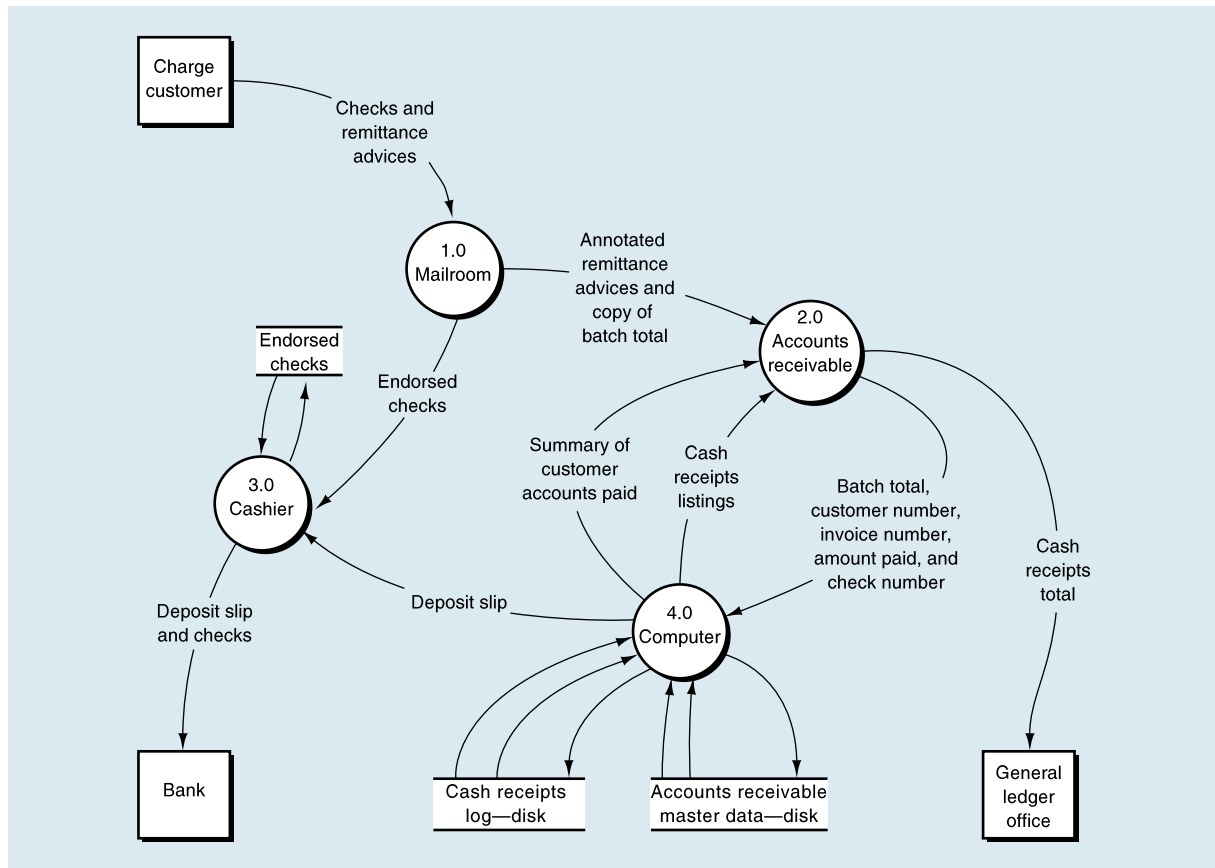 Charge
customer
Checks and
remittance
advices
1.0
Mailroom
Annotated
remittance
advices and
copy of
batch total
2.0
Accounts
receivable
Endorsed
checks
Endorsed
checks
Summary of
customer
accounts paid
Cash
receipts
listings
Batch total,
customer number,
invoice number,
amount paid, and
check number
3.0
Cashier
Cash
receipts
total
Deposit slip
and checks
Deposit slip
4.0
Computer
Bank
Cash receipts
log—disk
Accounts receivable
master data—disk
General
ledger
office